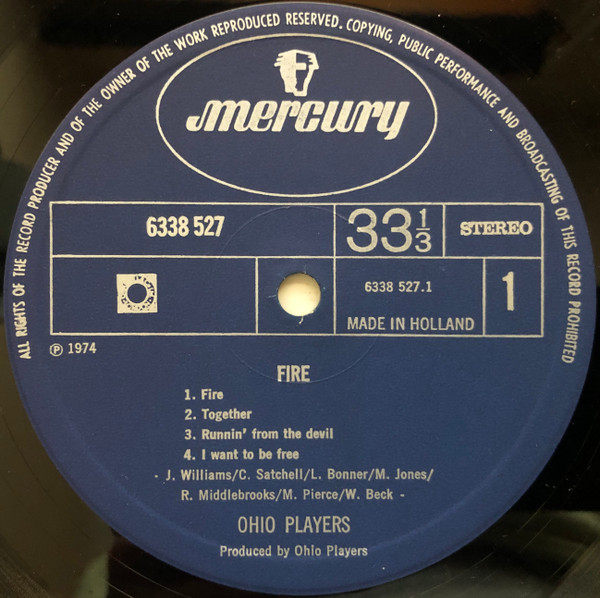 ALL RIGHTS OF THE RECORD PRODUCER AND OF THE OWNER OF THE WORK REPRODUCED RESERVED. COPYING, PUBLIC PERFORMANCE AND BROADCASTING OF THIS RECORD PROHIBITED
mercury
6338 527
33 1/3
STEREO
6338 527.1
MADE IN HOLLAND
1
℗ 1974
FIRE
1. Fire
2. Together
3. Runnin' from the devil
4. I want to be free
- J. Williams/C. Satchell/L. Bonner/M. Jones/
R. Middlebrooks/M. Pierce/W. Beck -
OHIO PLAYERS
Produced by Ohio Players